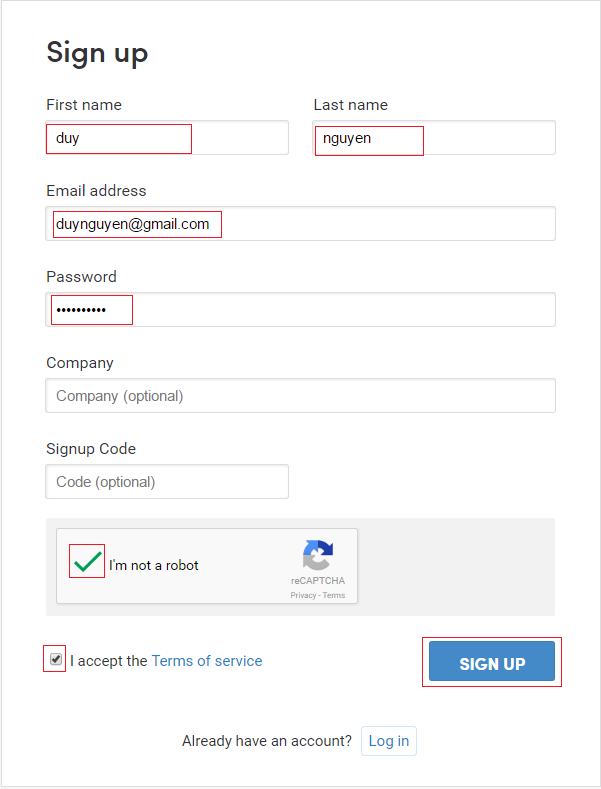 Sign up
First name Last name
duy nguyen
Email address
duynguyen@gmail.com
Password
••••••••••
Company
Company (optional)
Signup Code
Code (optional)
I'm not a robot
reCAPTCHA
Privacy - Terms
I accept the Terms of service
SIGN UP
Already have an account? Log in